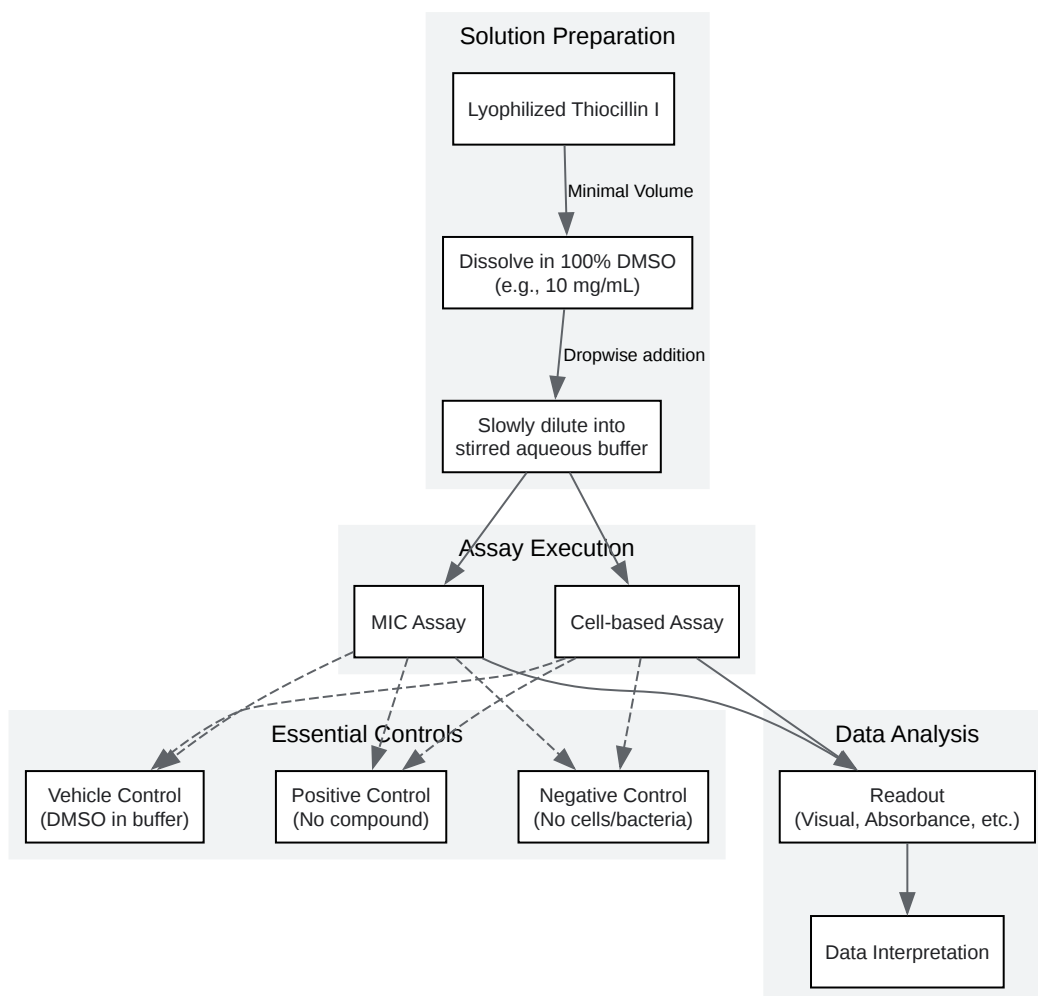 Solution Preparation
Lyophilized Thiocillin I
Minimal Volume
Dissolve in 100% DMSO
(e.g., 10 mg/mL)
Dropwise addition
Slowly dilute into
stirred aqueous buffer
Assay Execution
MIC Assay
Cell-based Assay
Essential Controls
Vehicle Control
(DMSO in buffer)
Positive Control
(No compound)
Negative Control
(No cells/bacteria)
Data Analysis
Readout
(Visual, Absorbance, etc.)
Data Interpretation